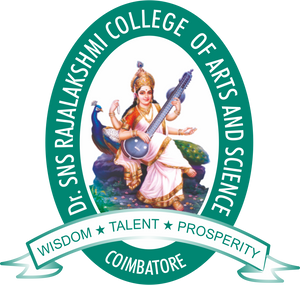 Dr. SNS RAJALAKSHMI COLLEGE OF ARTS AND SCIENCE
WISDOM ★ TALENT ★ PROSPERITY
COIMBATORE